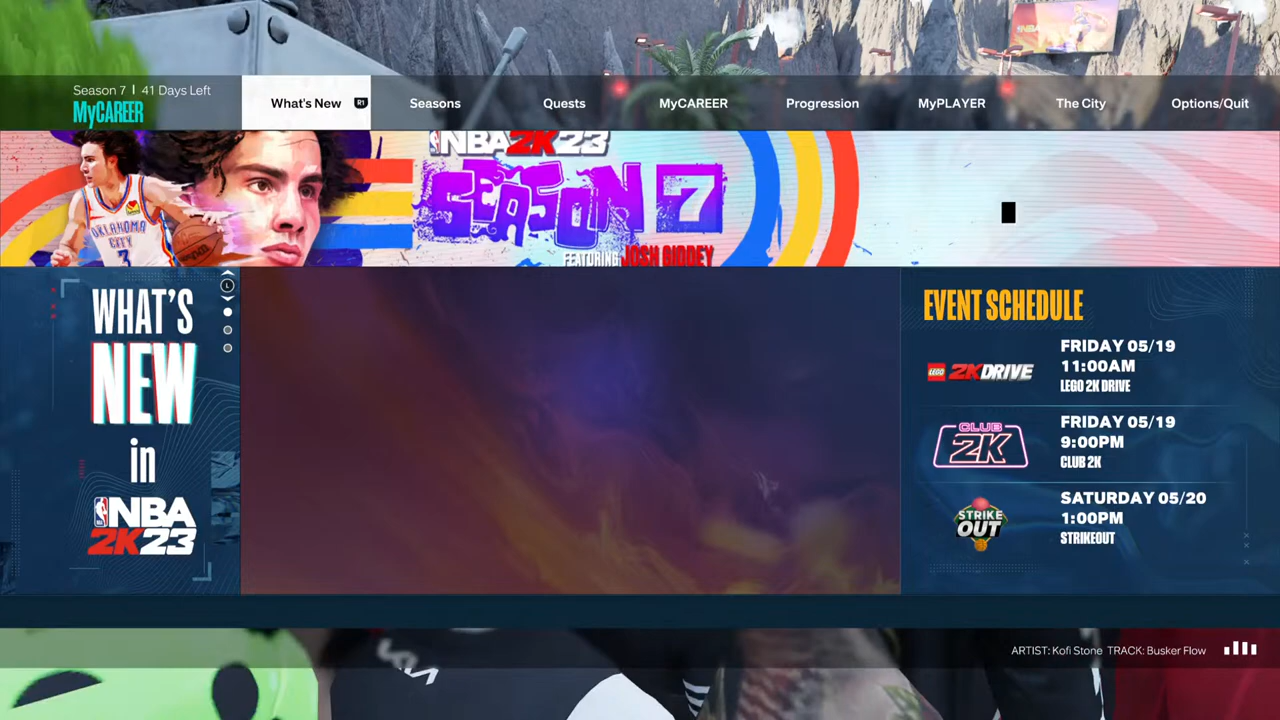 Season 7 | 41 Days Left
MyCAREER
What's New R1
Seasons
Quests
MyCAREER
Progression
MyPLAYER
The City
Options/Quit
NBA 2K23
SEASON 7
FEATURING JOSH GIDDEY
OKLAHOMA
CITY
3
WHAT'S
NEW
in
NBA
2K23
L
EVENT SCHEDULE
LEGO 2KDRIVE
FRIDAY 05/19
11:00AM
LEGO 2K DRIVE
CLUB
2K
FRIDAY 05/19
9:00PM
CLUB 2K
STRIKE
OUT
SATURDAY 05/20
1:00PM
STRIKEOUT
ARTIST: Kofi Stone TRACK: Busker Flow
KIA